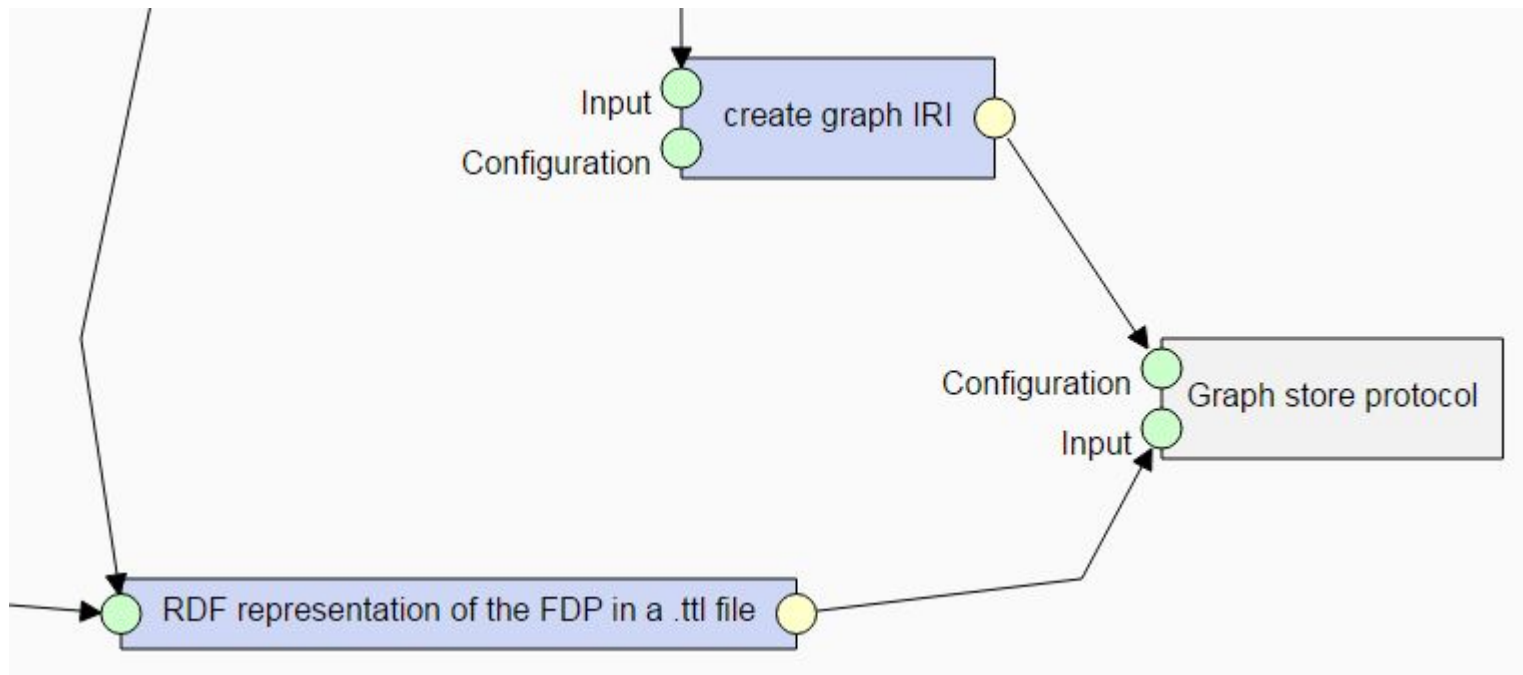 Input
create graph IRI
Configuration
Configuration
Graph store protocol
Input
RDF representation of the FDP in a .ttl file